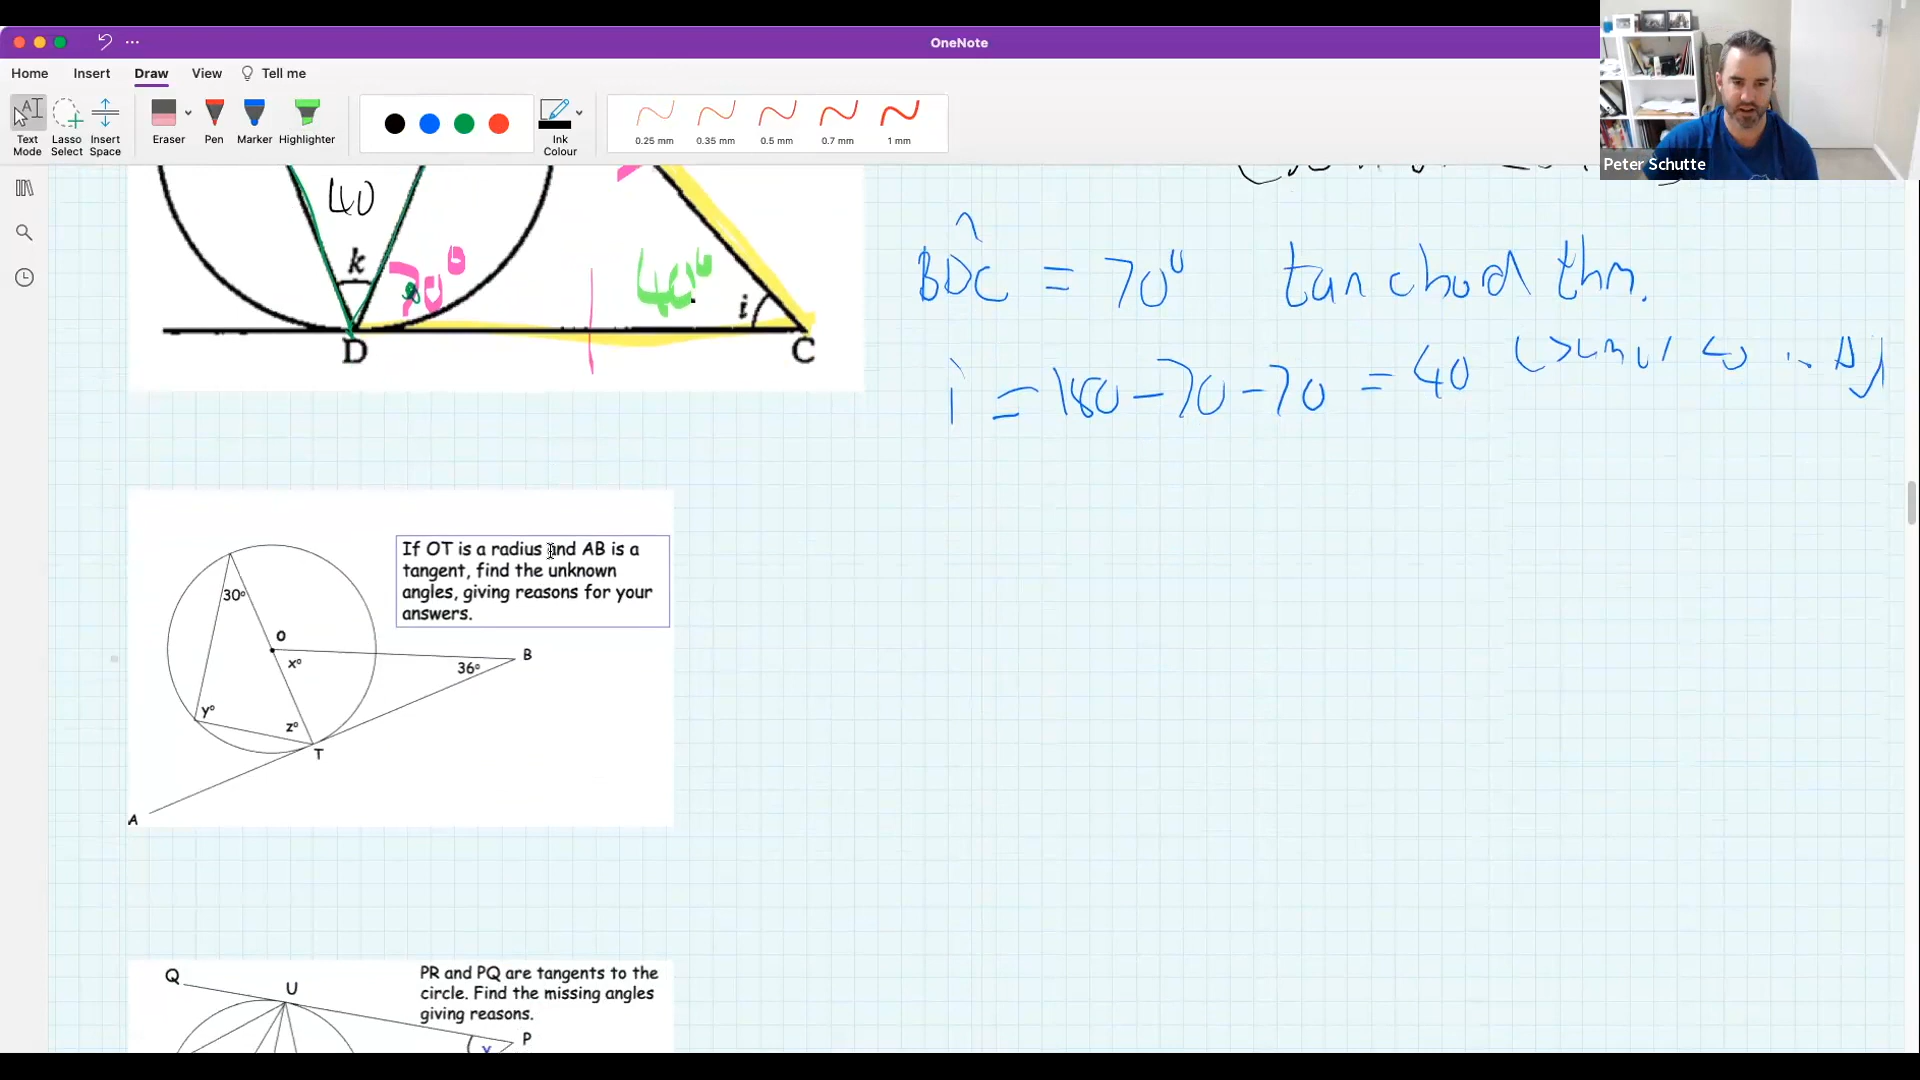 OneNote
Home Insert Draw View Tell me
Text Mode
Lasso Select
Insert Space
Eraser
Pen
Marker
Highlighter
Ink Colour
0.25 mm 0.35 mm 0.5 mm 0.7 mm 1 mm
Peter Schutte
40
k
70°
40°
i
D
C
BDC = 70° tan chord thm.
i = 180 - 70 - 70 = 40
If OT is a radius and AB is a
tangent, find the unknown
angles, giving reasons for your
answers.
30°
O
x°
36°
B
y°
z°
T
A
Q
U
PR and PQ are tangents to the
circle. Find the missing angles
giving reasons.
P